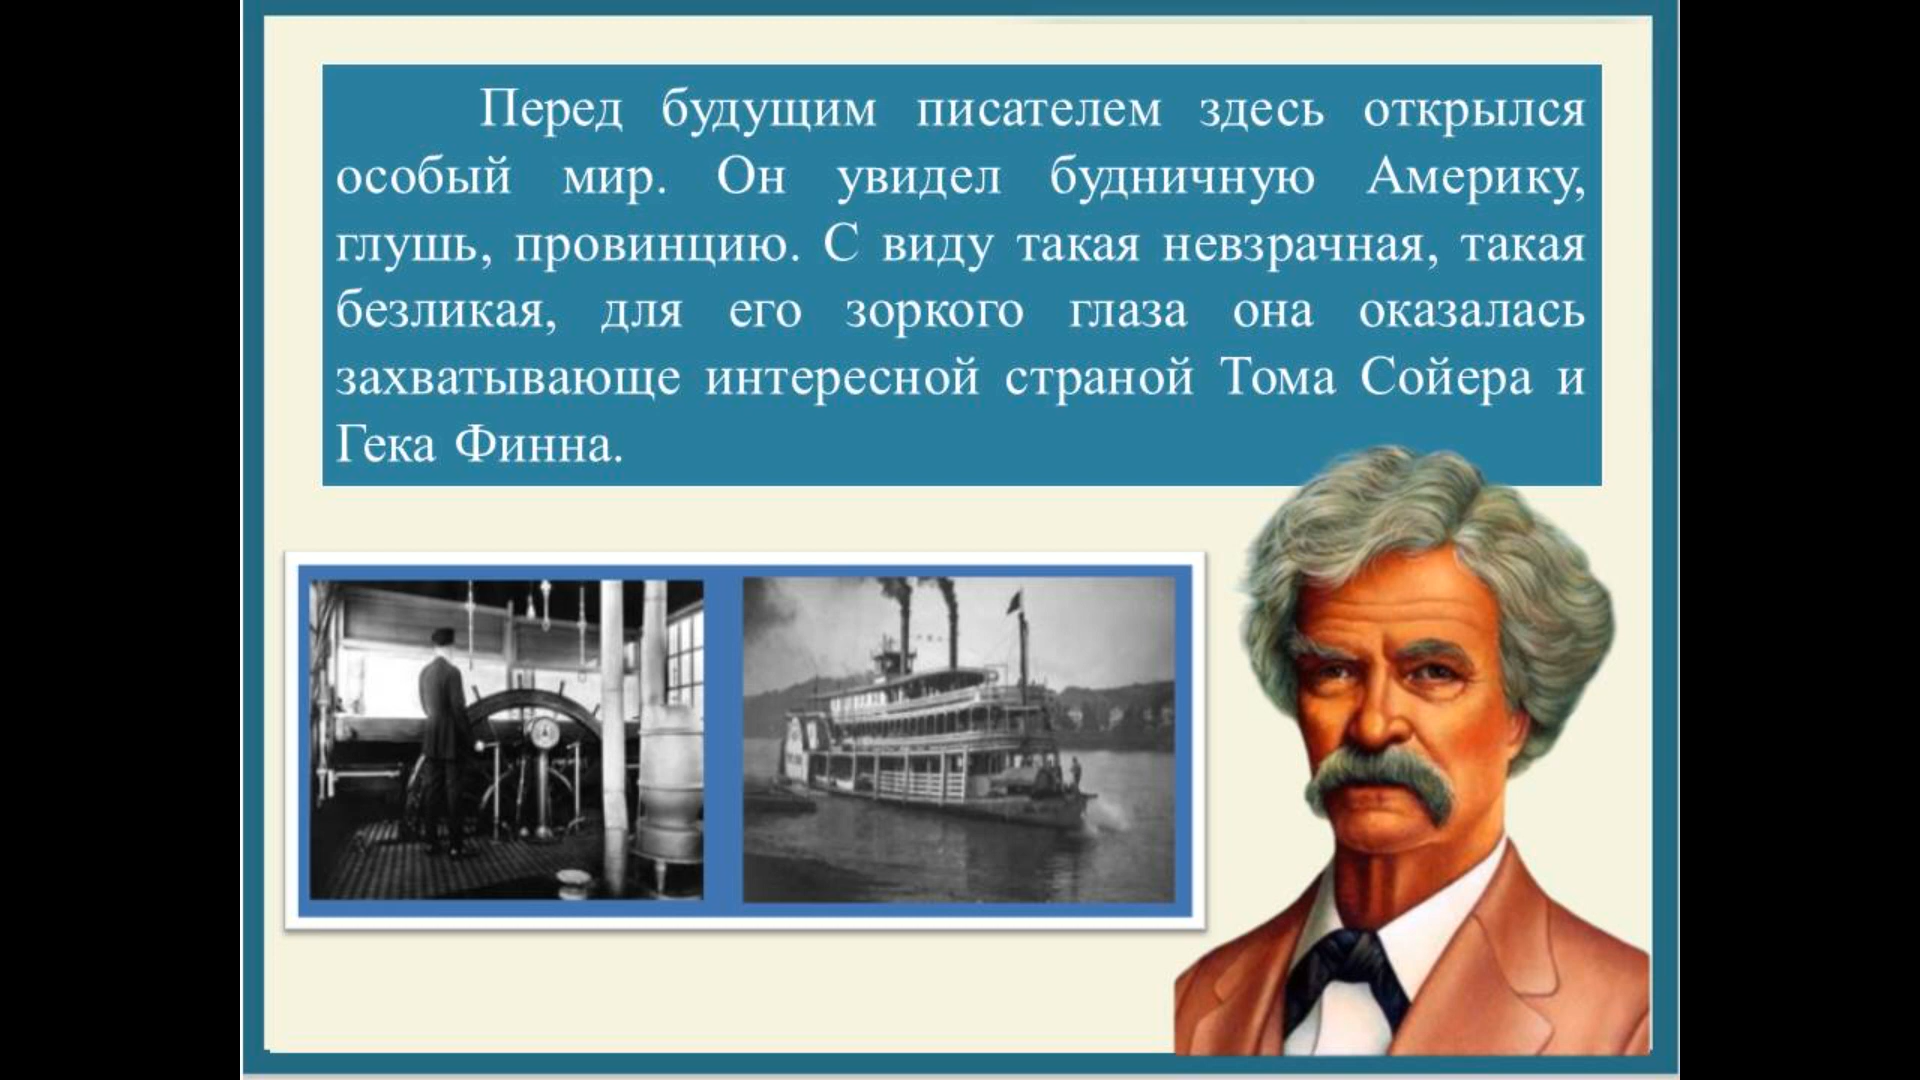 Перед будущим писателем здесь открылся
особый мир. Он увидел будничную Америку,
глушь, провинцию. С виду такая невзрачная, такая
безликая, для его зоркого глаза она оказалась
захватывающе интересной страной Тома Сойера и
Гека Финна.